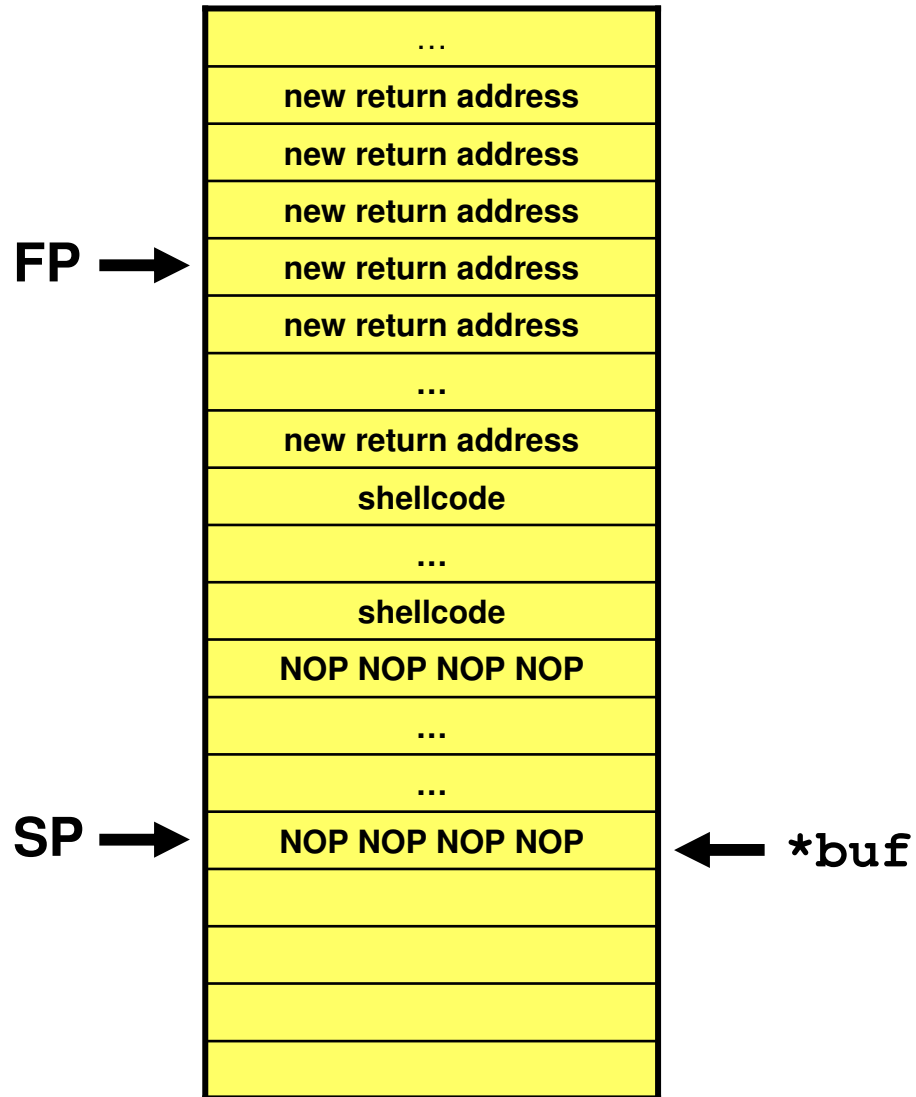 ...
new return address
new return address
new return address
FP
new return address
new return address
...
new return address
shellcode
...
shellcode
NOP NOP NOP NOP
...
...
SP
NOP NOP NOP NOP
*buf